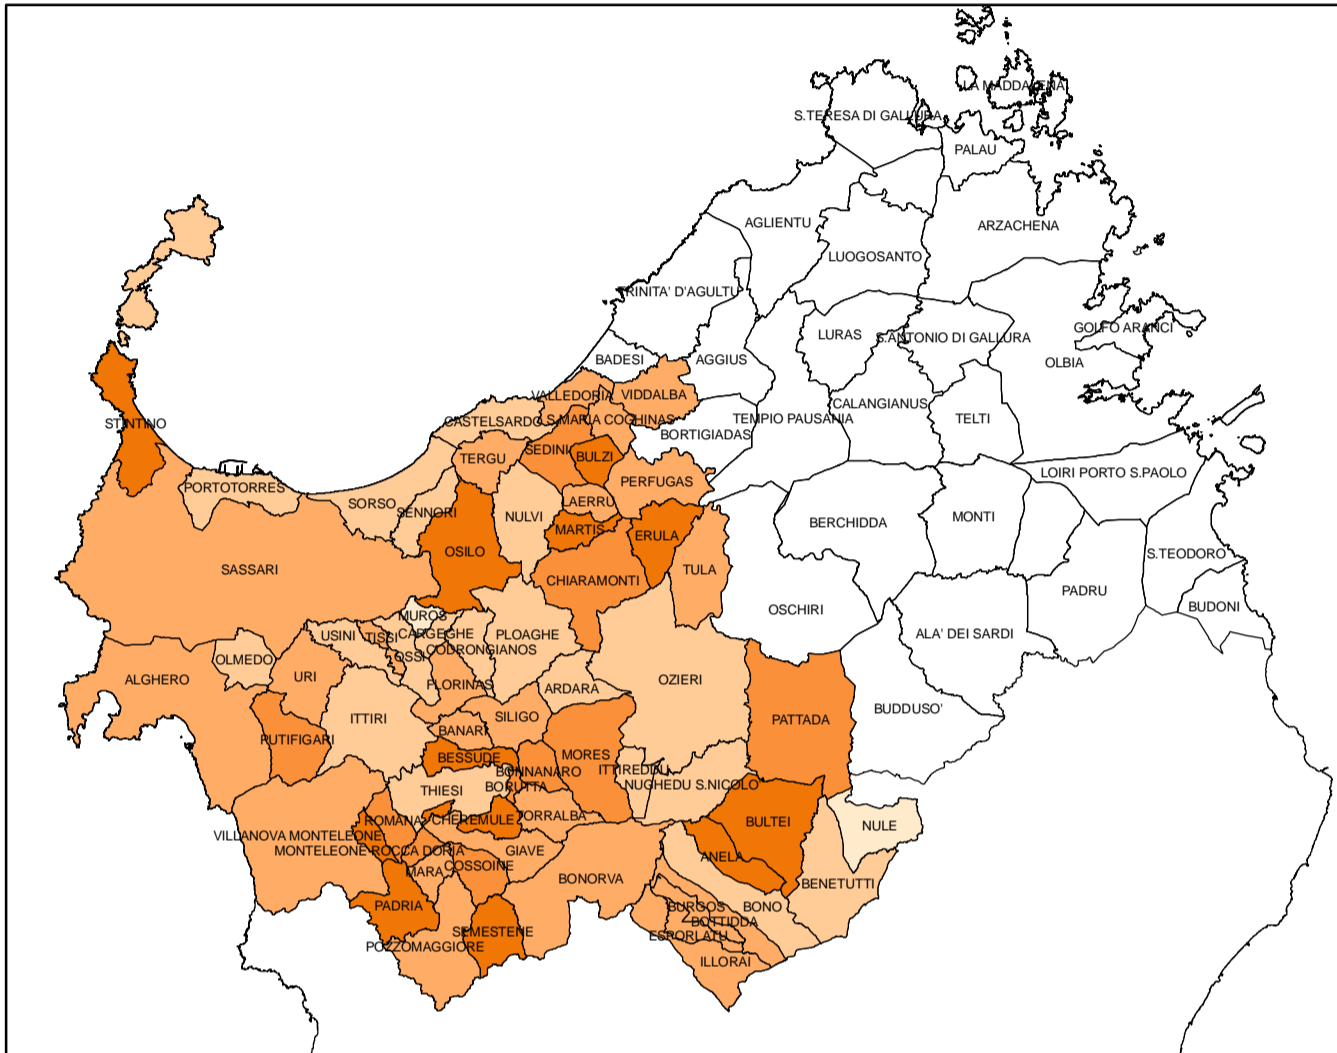 LA MADDALENA
S.TERESA DI GALLURA
PALAU
AGLIENTU
ARZACHENA
LUOGOSANTO
TRINITA' D'AGULTU
GOLFO ARANCI
LURAS
S.ANTONIO DI GALLURA
BADESI
AGGIUS
OLBIA
VALLEDORIA
VIDDALBA
CALANGIANUS
STINTINO
CASTELSARDO
S.MARIA COGHINAS
TEMPIO PAUSANIA
TELTI
BORTIGIADAS
SEDINI
BULZI
TERGU
LOIRI PORTO S.PAOLO
PERFUGAS
PORTOTORRES
SORSO
LAERRU
SENNORI
NULVI
MARTIS
BERCHIDDA
MONTI
ERULA
OSILO
S.TEODORO
SASSARI
TULA
CHIARAMONTI
PADRU
OSCHIRI
BUDONI
MUROS
USINI
TISSI
CARGEGHE
PLOAGHE
ALA' DEI SARDI
CODRONGIANOS
OSSI
OLMEDO
ALGHERO
URI
FLORINAS
ARDARA
OZIERI
BUDDUSO'
ITTIRI
SILIGO
PATTADA
BANARI
PUTIFIGARI
BESSUDE
MORES
BONNANARO
ITTIREDDU
THIESI
BORUTTA
NUGHEDU S.NICOLO
ROMANA
CHEREMULE
TORRALBA
BULTEI
NULE
VILLANOVA MONTELEONE
MONTELEONE ROCCA DORIA
GIAVE
ANELA
COSSOINE
MARA
BONORVA
BENETUTTI
PADRIA
BURGOS
BONO
BOTTIDDA
SEMESTENE
ESPORLATU
POZZOMAGGIORE
ILLORAI